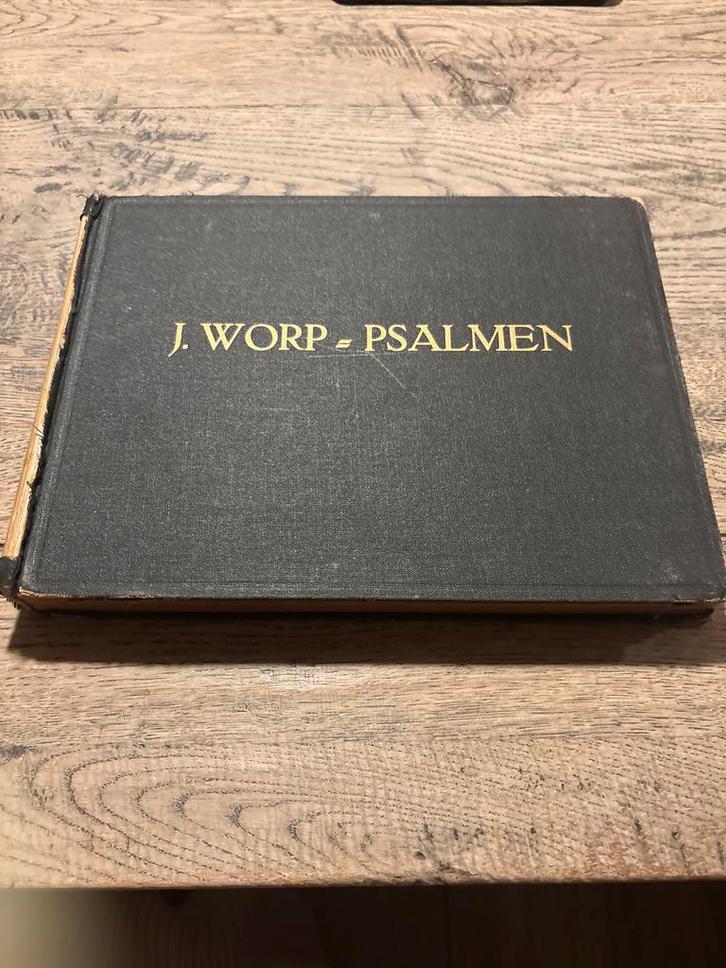 J. WORP = PSALMEN